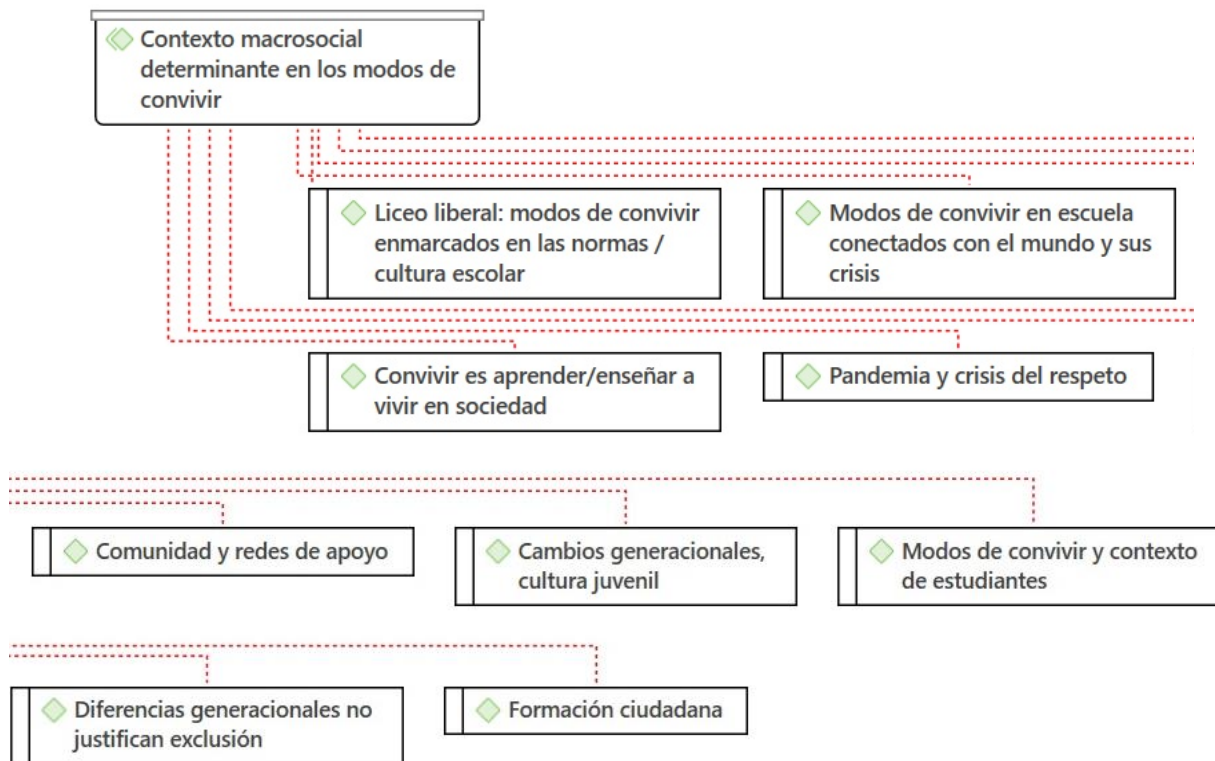 Contexto macrosocial
determinante en los modos de
convivir
Liceo liberal: modos de convivir
enmarcados en las normas /
cultura escolar
Modos de convivir en escuela
conectados con el mundo y sus
crisis
Convivir es aprender/enseñar a
vivir en sociedad
Pandemia y crisis del respeto
Comunidad y redes de apoyo
Cambios generacionales,
cultura juvenil
Modos de convivir y contexto
de estudiantes
Diferencias generacionales no
justifican exclusión
Formación ciudadana